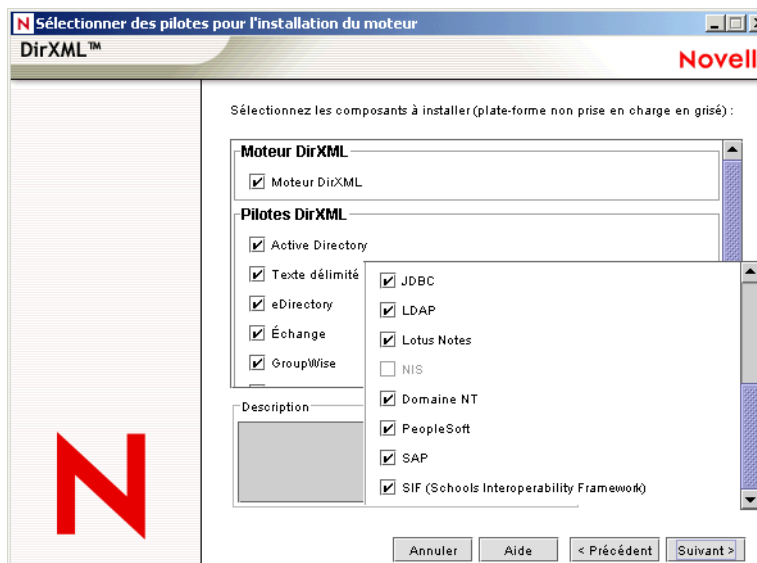 Sélectionner des pilotes pour l'installation du moteur
DirXML™
Novell
Sélectionnez les composants à installer (plate-forme non prise en charge en grisé) :
Moteur DirXML
Moteur DirXML
Pilotes DirXML
Active Directory
Texte délimité
eDirectory
Échange
GroupWise
JDBC
LDAP
Lotus Notes
NIS
Domaine NT
PeopleSoft
SAP
SIF (Schools Interoperability Framework)
Description
Annuler
Aide
< Précédent
Suivant >